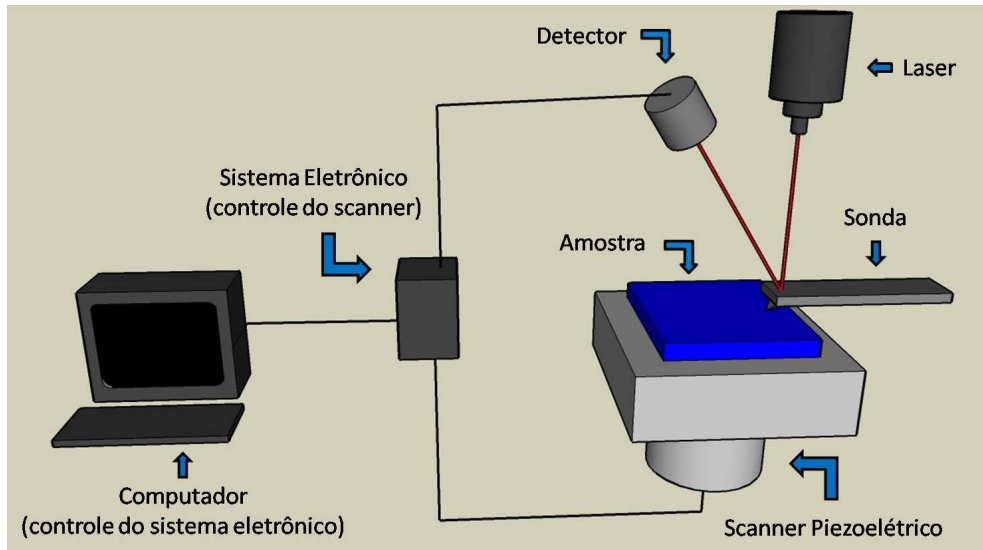 Detector
Laser
Sistema Eletrônico
(controle do scanner)
Amostra
Sonda
Computador
(controle do sistema eletrônico)
Scanner Piezoelétrico